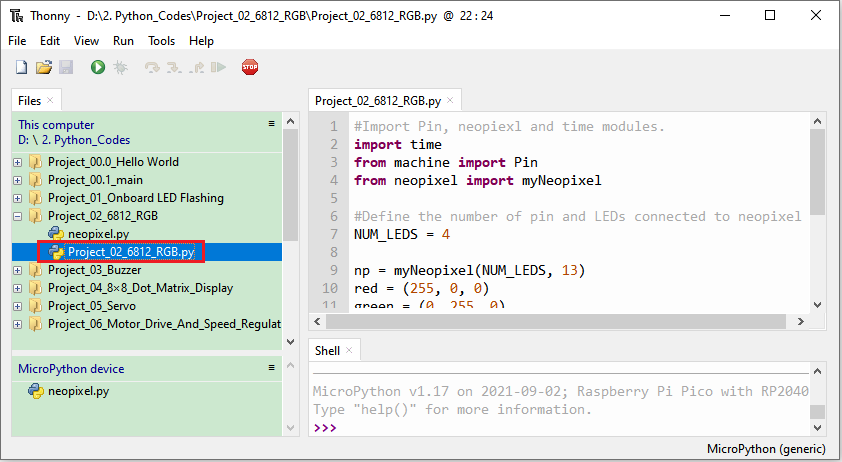 Thonny - D:\2. Python_Codes\Project_02_6812_RGB\Project_02_6812_RGB.py @ 22 : 24
File Edit View Run Tools Help
STOP
Files
This computer
D: \ 2. Python_Codes
Project_00.0_Hello World
Project_00.1_main
Project_01_Onboard LED Flashing
Project_02_6812_RGB
neopixel.py
Project_02_6812_RGB.py
Project_03_Buzzer
Project_04_8×8_Dot_Matrix_Display
Project_05_Servo
Project_06_Motor_Drive_And_Speed_Regulat
MicroPython device
neopixel.py
Project_02_6812_RGB.py
1 #Import Pin, neopiexl and time modules.
2 import time
3 from machine import Pin
4 from neopixel import myNeopixel
5
6 #Define the number of pin and LEDs connected to neopixel
7 NUM_LEDS = 4
8
9 np = myNeopixel(NUM_LEDS, 13)
10 red = (255, 0, 0)
11 green = (0, 255, 0)
Shell
MicroPython v1.17 on 2021-09-02; Raspberry Pi Pico with RP2040
Type "help()" for more information.
>>>
MicroPython (generic)